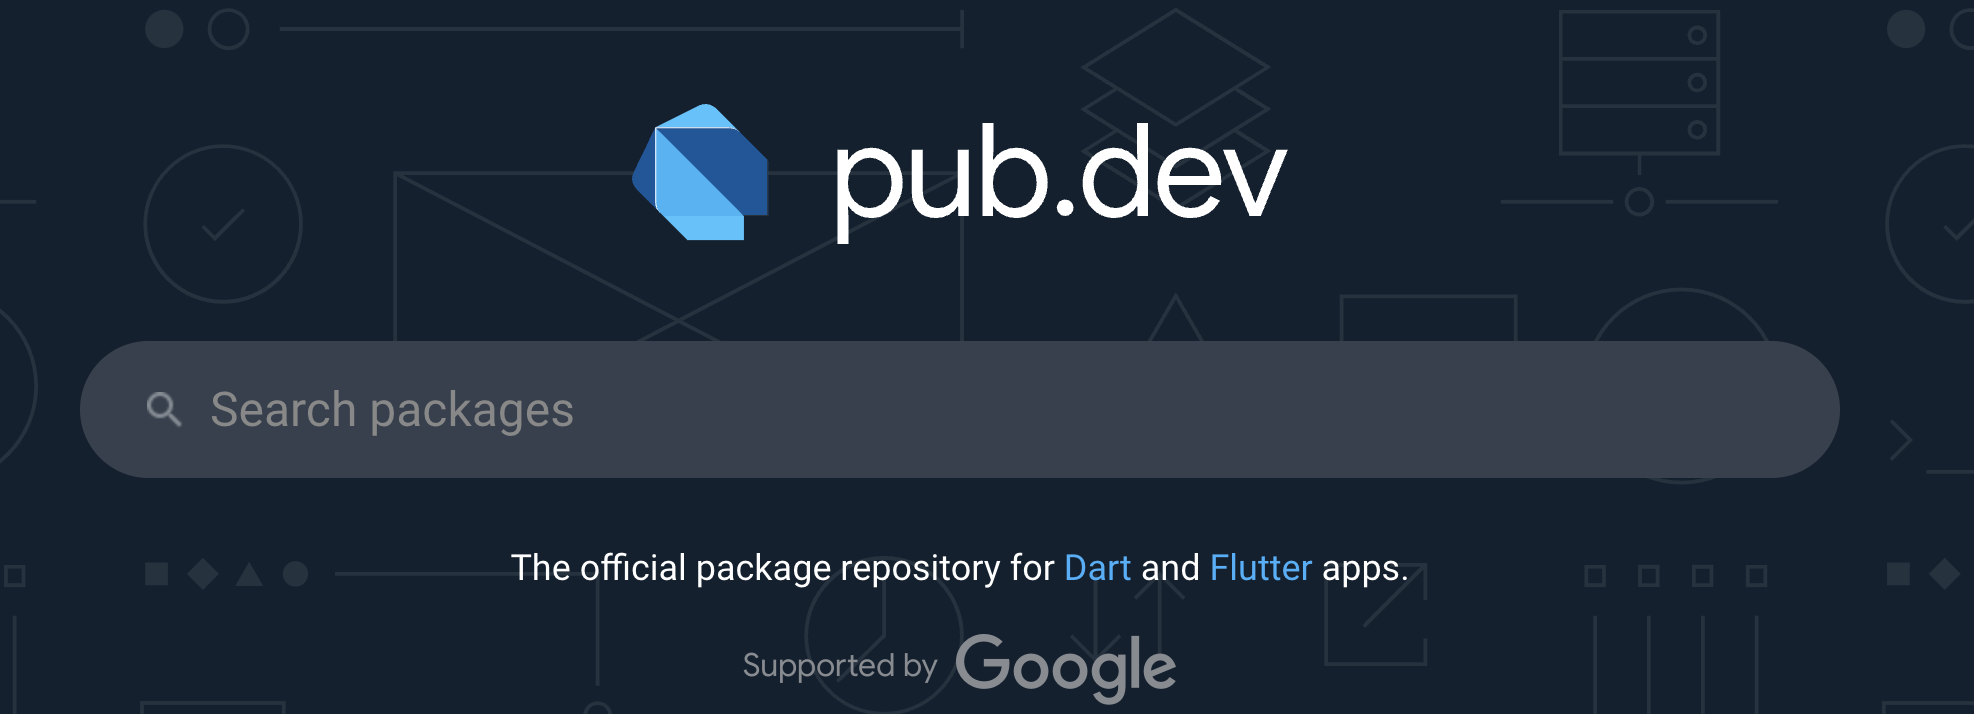 pub.dev
Search packages
The official package repository for Dart and Flutter apps.
Supported by Google